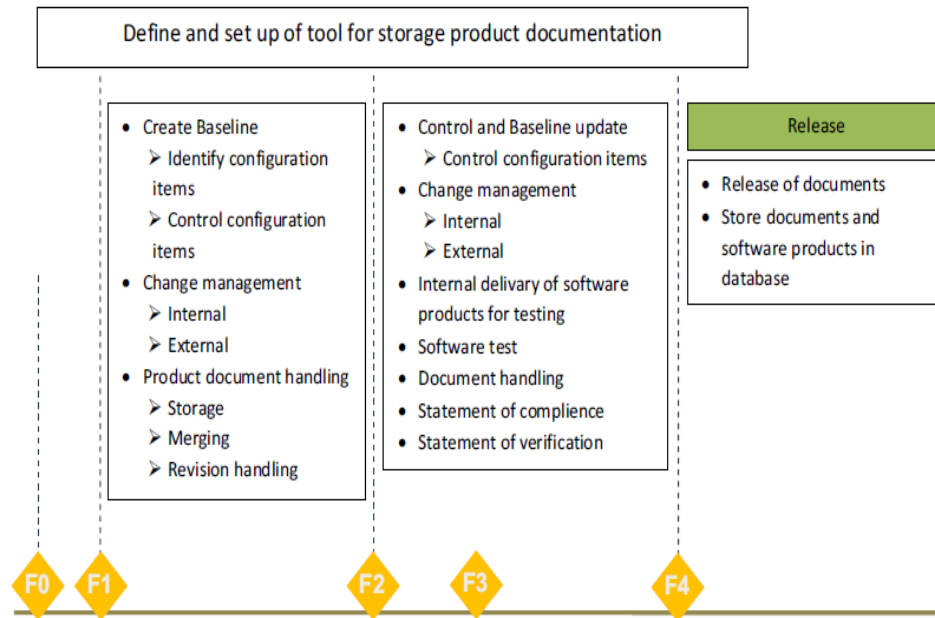 Define and set up of tool for storage product documentation
• Create Baseline
➢ Identify configuration
items
➢ Control configuration
items
• Change management
➢ Internal
➢ External
• Product document handling
➢ Storage
➢ Merging
➢ Revision handling
• Control and Baseline update
➢ Control configuration items
• Change management
➢ Internal
➢ External
• Internal delivary of software
products for testing
• Software test
• Document handling
• Statement of complience
• Statement of verification
Release
• Release of documents
• Store documents and
software products in
database
F0
F1
F2
F3
F4